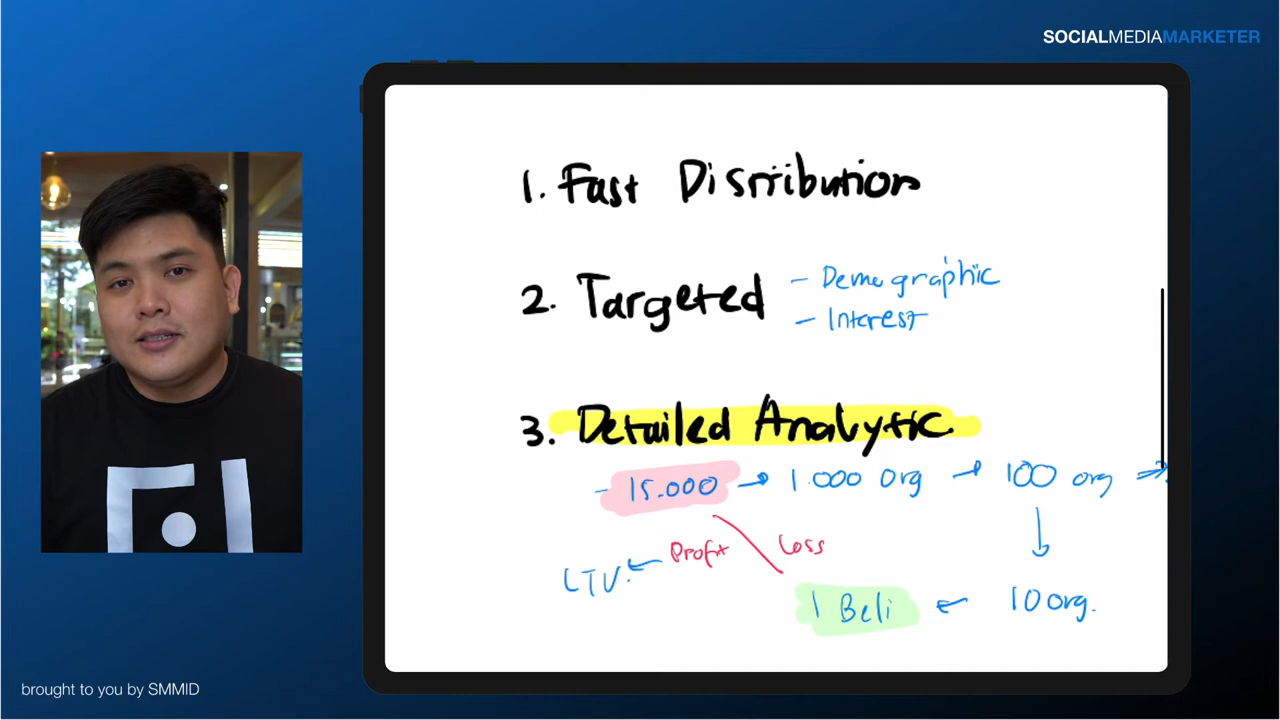 SOCIALMEDIAMARKETER
1. Fast Distribution
2. Targeted
- Demographic
- Interest
3. Detailed Analytic
- 15.000 → 1.000 org → 100 org →
Profit Loss
LTV.
1 Beli ← 10 org.
brought to you by SMMID